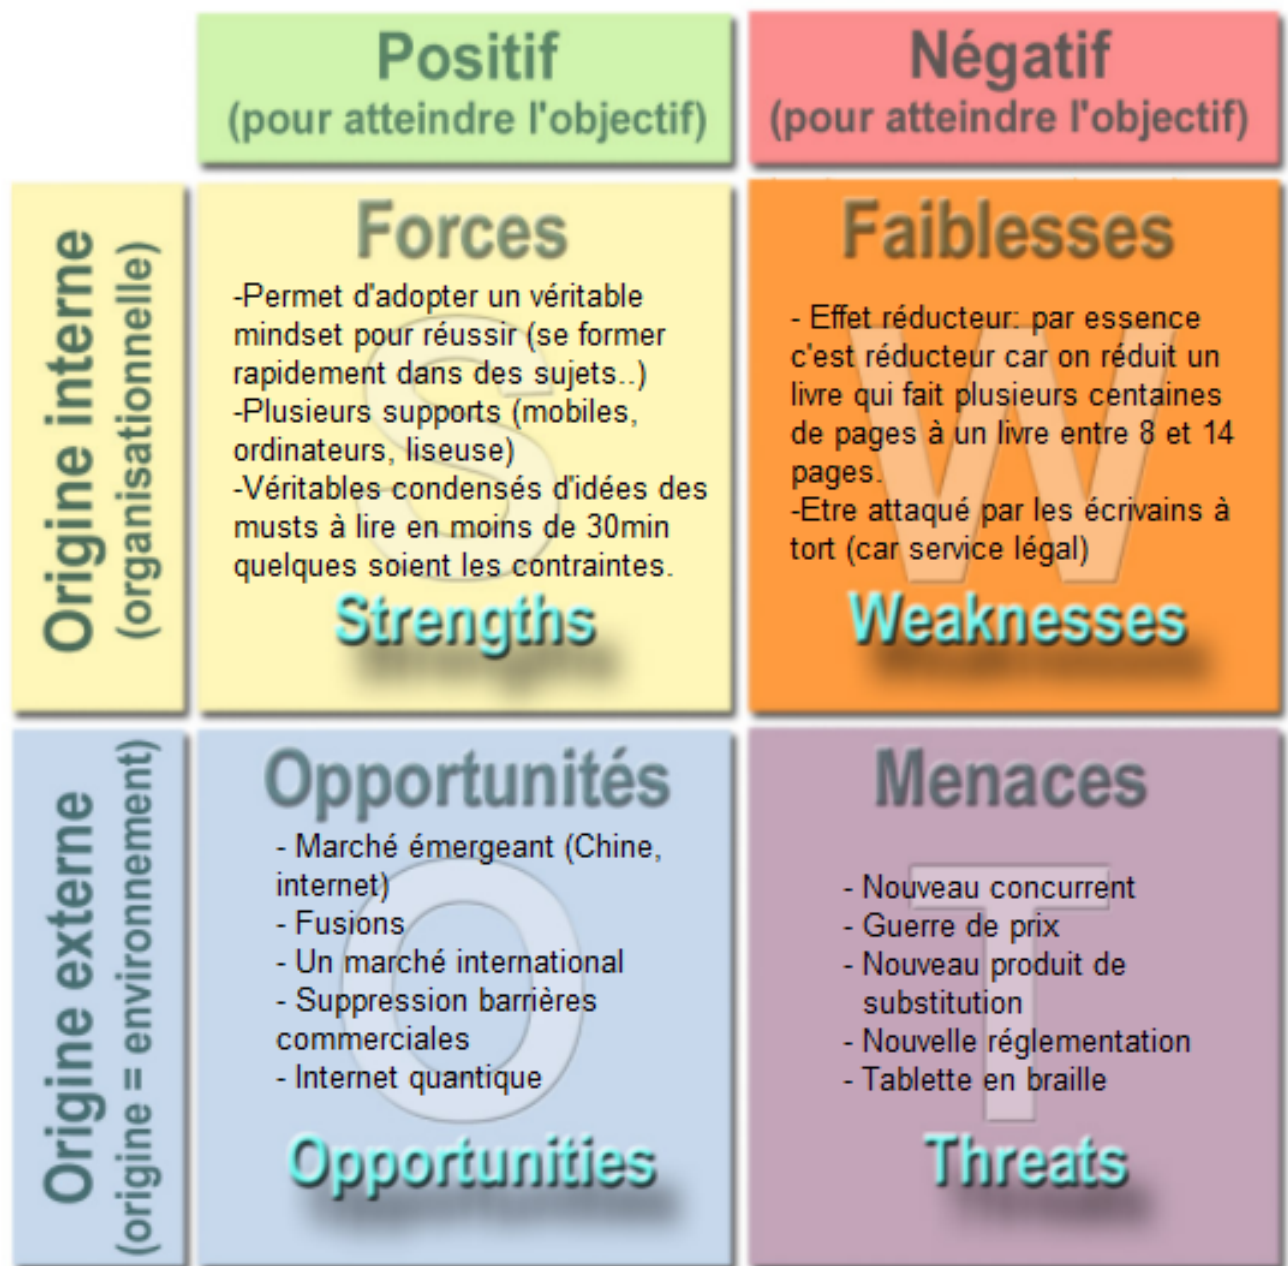 Positif
(pour atteindre l'objectif)
Négatif
(pour atteindre l'objectif)
Origine interne
(organisationnelle)
Forces
-Permet d'adopter un véritable
mindset pour réussir (se former
rapidement dans des sujets..)
-Plusieurs supports (mobiles,
ordinateurs, liseuse)
-Véritables condensés d'idées des
musts à lire en moins de 30min
quelques soient les contraintes.
S
Strengths
Faiblesses
- Effet réducteur: par essence
c'est réducteur car on réduit un
livre qui fait plusieurs centaines
de pages à un livre entre 8 et 14
pages.
-Etre attaqué par les écrivains à
tort (car service légal)
W
Weaknesses
Origine externe
(origine = environnement)
Opportunités
- Marché émergeant (Chine,
internet)
- Fusions
- Un marché international
- Suppression barrières
commerciales
- Internet quantique
O
Opportunities
Menaces
- Nouveau concurrent
- Guerre de prix
- Nouveau produit de
substitution
- Nouvelle réglementation
- Tablette en braille
T
Threats